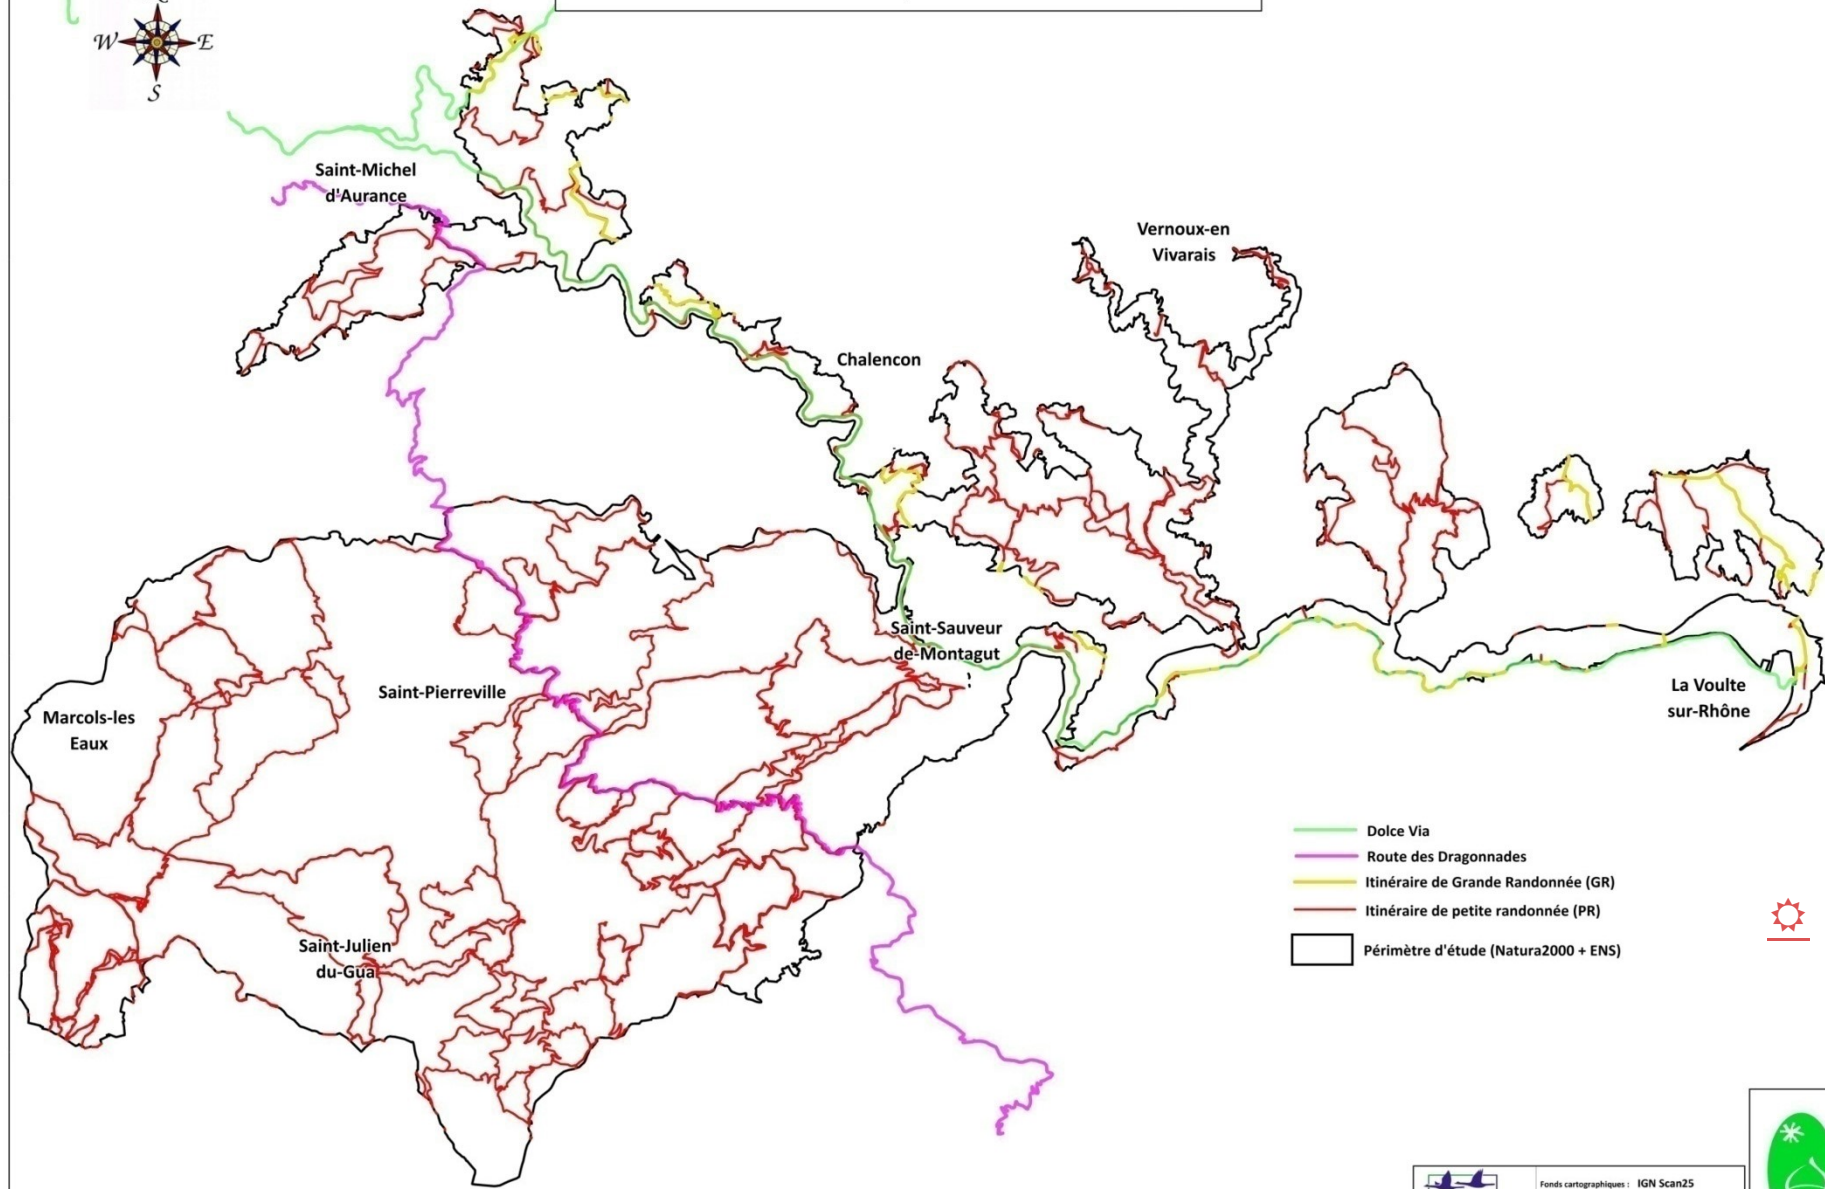 W E
S
Saint-Michel
d'Aurance
Vernoux-en
Vivarais
Chalencon
Saint-Sauveur
de-Montagut
Saint-Pierreville
Marcols-les
Eaux
La Voulte
sur-Rhône
Saint-Julien
du-Gua
Dolce Via
Route des Dragonnades
Itinéraire de Grande Randonnée (GR)
Itinéraire de petite randonnée (PR)
Périmètre d'étude (Natura2000 + ENS)
Fonds cartographiques : IGN Scan25